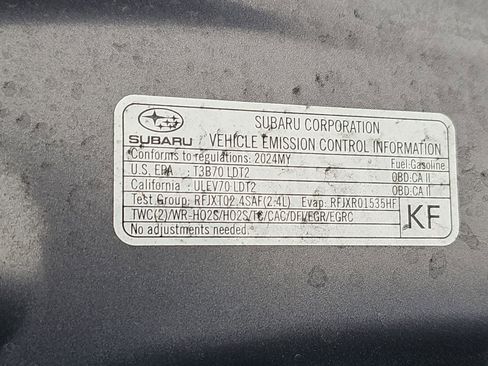 SUBARU CORPORATION
SUBARU VEHICLE EMISSION CONTROL INFORMATION
Conforms to regulations: 2024MY Fuel:Gasoline
U.S. EPA : T3B70 LDT2 OBD:CA II
California : ULEV70 LDT2 OBD:CA II
Test Group: RFJXT02.4SAF(2.4L) Evap: RFJXR01535HF
TWC(2)/WR-HO2S/HO2S/TC/CAC/DFI/EGR/EGRC
No adjustments needed.
KF